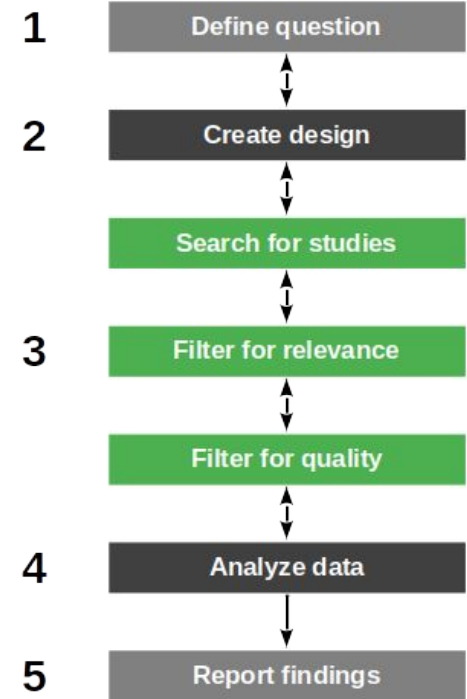 1 Define question
2 Create design
Search for studies
3 Filter for relevance
Filter for quality
4 Analyze data
5 Report findings